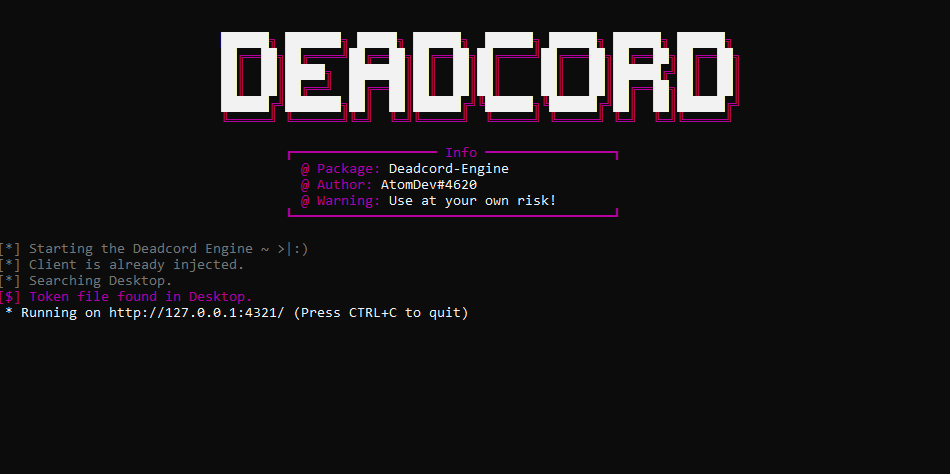 DEADCORD
Info
@ Package: Deadcord-Engine
@ Author: AtomDev#4620
@ Warning: Use at your own risk!
[*] Starting the Deadcord Engine ~ >|:)
[*] Client is already injected.
[*] Searching Desktop.
[$] Token file found in Desktop.
* Running on http://127.0.0.1:4321/ (Press CTRL+C to quit)